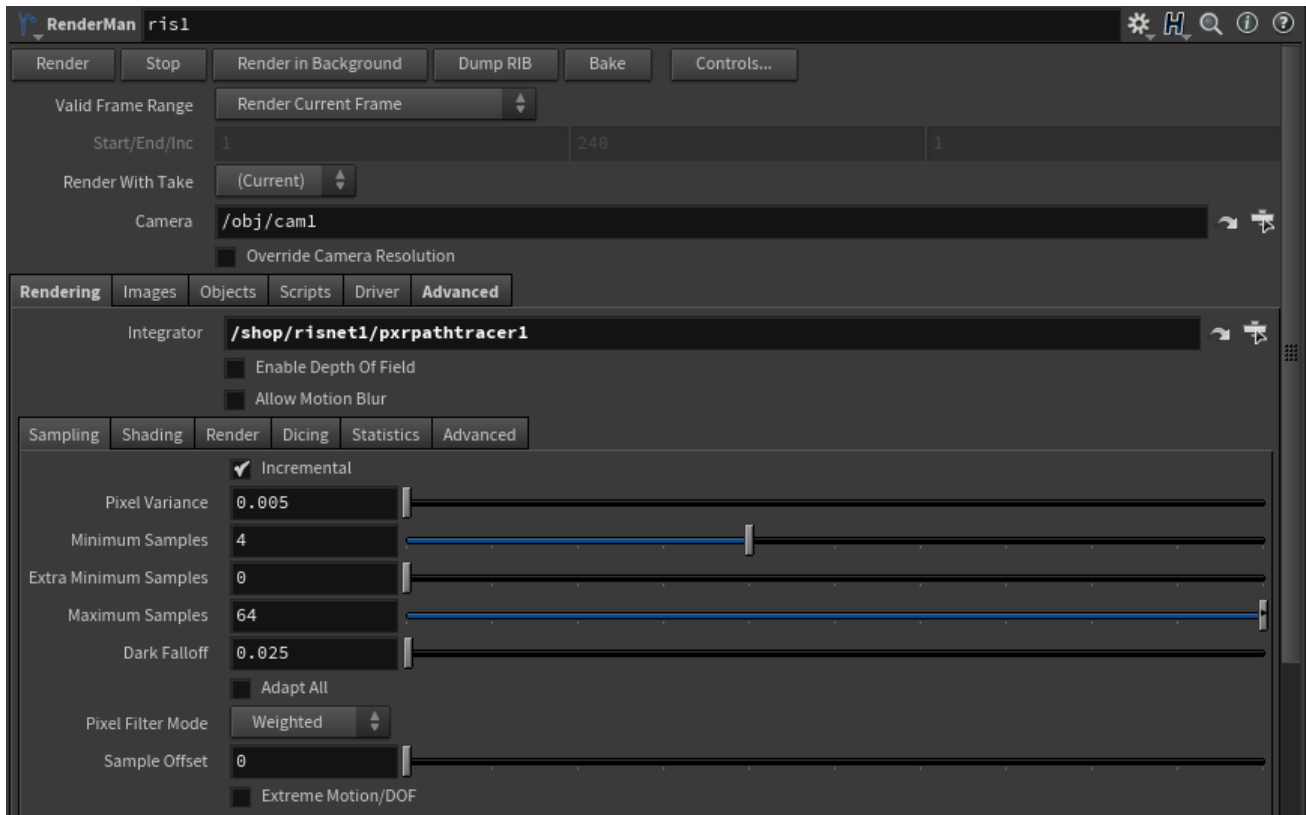 RenderMan ris1
Render Stop Render in Background Dump RIB Bake Controls...
Valid Frame Range Render Current Frame
Start/End/Inc 1 240 1
Render With Take (Current)
Camera /obj/cam1
Override Camera Resolution
Rendering Images Objects Scripts Driver Advanced
Integrator /shop/risnet1/pxrpathtracer1
Enable Depth Of Field
Allow Motion Blur
Sampling Shading Render Dicing Statistics Advanced
Incremental
Pixel Variance 0.005
Minimum Samples 4
Extra Minimum Samples 0
Maximum Samples 64
Dark Falloff 0.025
Adapt All
Pixel Filter Mode Weighted
Sample Offset 0
Extreme Motion/DOF